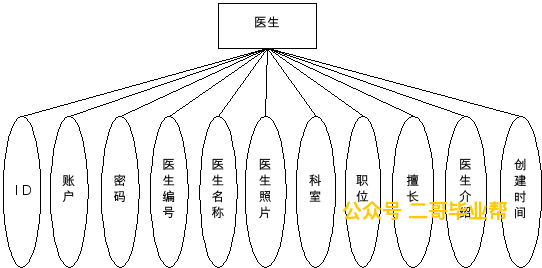 医生
ID
账户
密码
医生编号
医生名称
医生照片
科室
职位
擅长
医生介绍
创建时间
公众号 二哥毕业帮